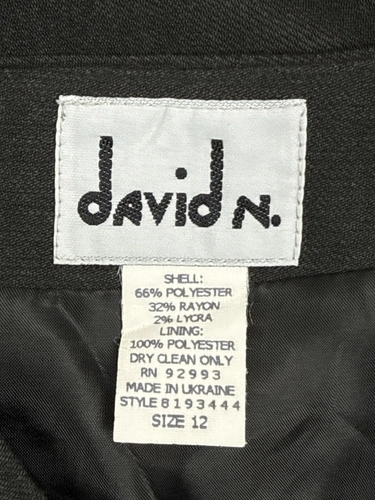 david N.
SHELL:
66% POLYESTER
32% RAYON
2% LYCRA
LINING:
100% POLYESTER
DRY CLEAN ONLY
RN 92993
MADE IN UKRAINE
STYLE 8193444
SIZE 12